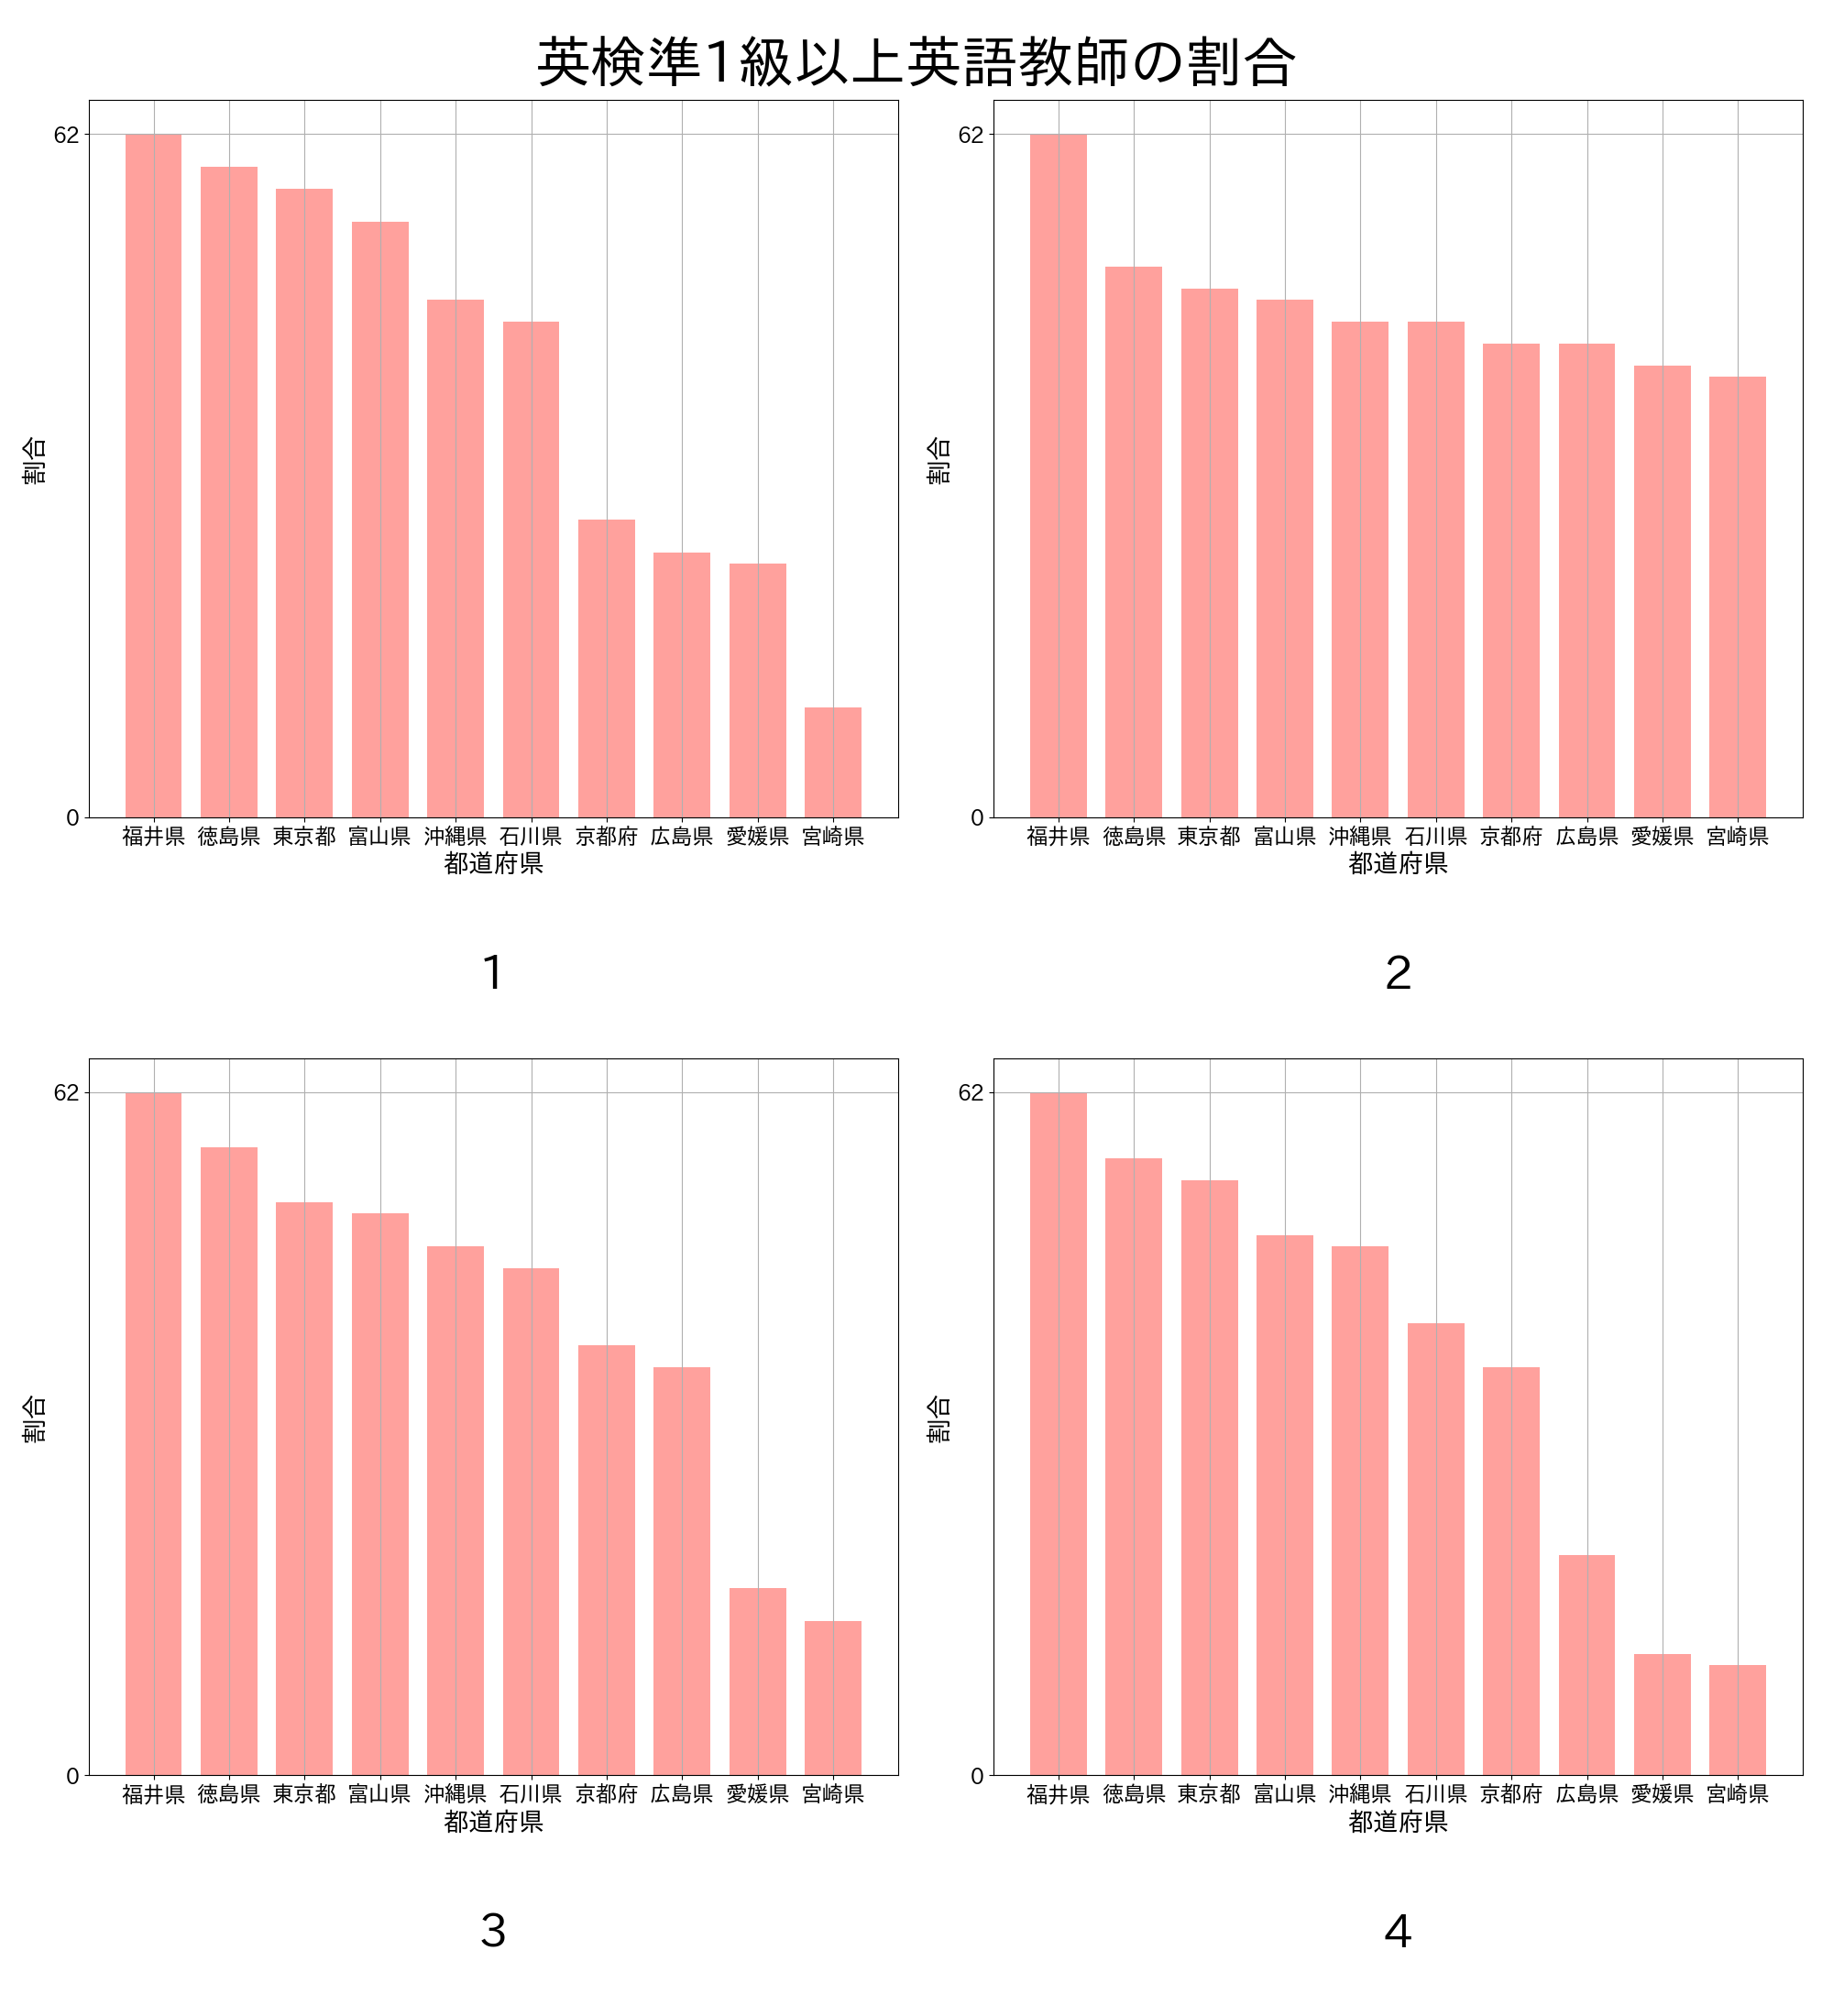 英検準1級以上英語教師の割合
62
0
割合
福井県 徳島県 東京都 富山県 沖縄県 石川県 京都府 広島県 愛媛県 宮崎県
都道府県
1
62
0
割合
福井県 徳島県 東京都 富山県 沖縄県 石川県 京都府 広島県 愛媛県 宮崎県
都道府県
2
62
0
割合
福井県 徳島県 東京都 富山県 沖縄県 石川県 京都府 広島県 愛媛県 宮崎県
都道府県
3
62
0
割合
福井県 徳島県 東京都 富山県 沖縄県 石川県 京都府 広島県 愛媛県 宮崎県
都道府県
4